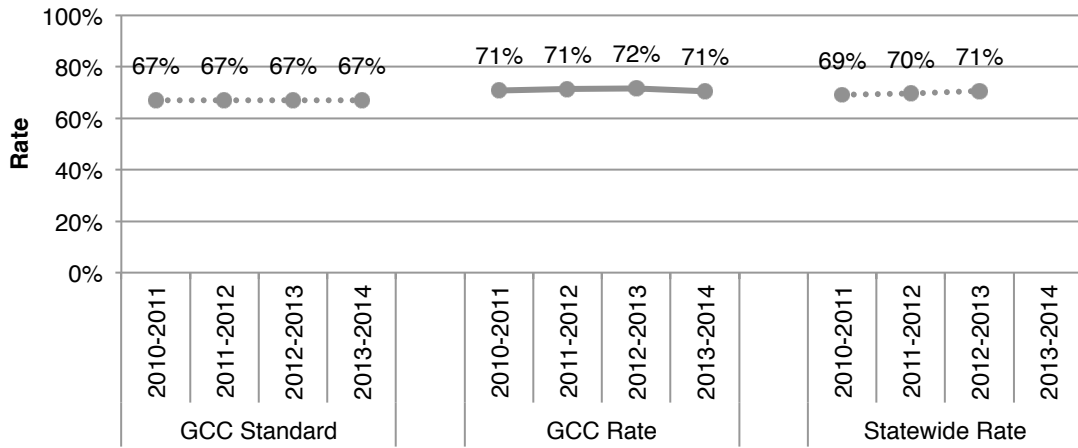 100%
80%
60%
40%
20%
0%
Rate
67% 67% 67% 67%
71% 71% 72% 71%
69% 70% 71%
2010-2011
2011-2012
2012-2013
2013-2014
2010-2011
2011-2012
2012-2013
2013-2014
2010-2011
2011-2012
2012-2013
2013-2014
GCC Standard
GCC Rate
Statewide Rate